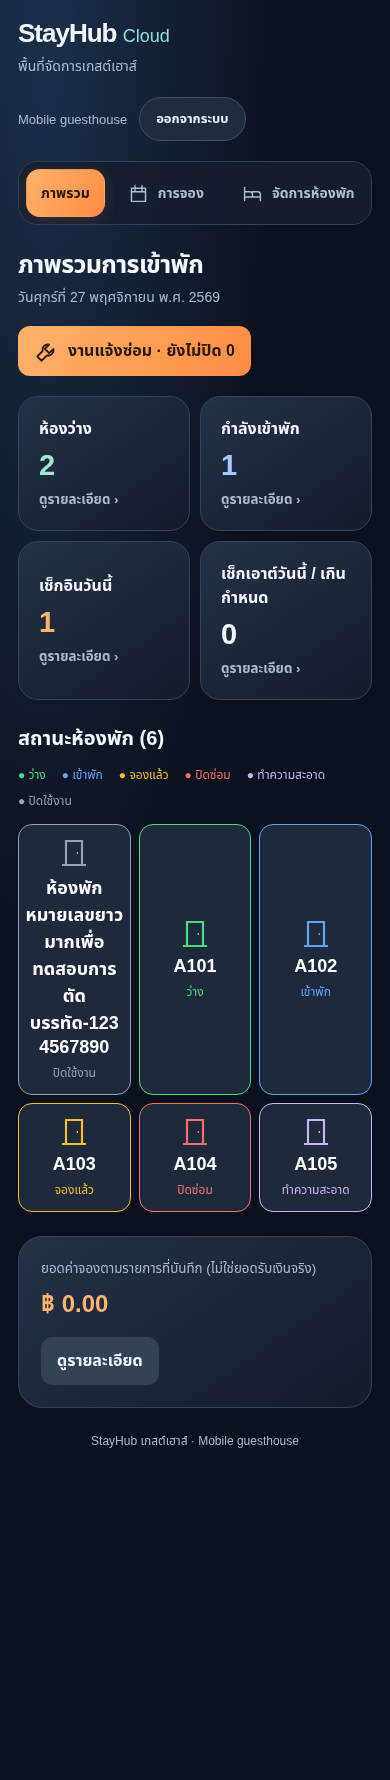 StayHub Cloud
พื้นที่จัดการเกสต์เฮาส์
Mobile guesthouse
ออกจากระบบ
ภาพรวม
การจอง
จัดการห้องพัก
ภาพรวมการเข้าพัก
วันศุกร์ที่ 27 พฤศจิกายน พ.ศ. 2569
งานแจ้งซ่อม · ยังไม่ปิด 0
ห้องว่าง
2
ดูรายละเอียด ›
กำลังเข้าพัก
1
ดูรายละเอียด ›
เช็กอินวันนี้
1
ดูรายละเอียด ›
เช็กเอาต์วันนี้ / เกิน
กำหนด
0
ดูรายละเอียด ›
สถานะห้องพัก (6)
● ว่าง ● เข้าพัก ● จองแล้ว ● ปิดซ่อม ● ทำความสะอาด
● ปิดใช้งาน
ห้องพัก
หมายเลขยาว
มากเพื่อ
ทดสอบการ
ตัด
บรรทัด-123
4567890
ปิดใช้งาน
A101
ว่าง
A102
เข้าพัก
A103
จองแล้ว
A104
ปิดซ่อม
A105
ทำความสะอาด
ยอดค่าจองตามรายการที่บันทึก (ไม่ใช่ยอดรับเงินจริง)
฿ 0.00
ดูรายละเอียด
StayHub เกสต์เฮาส์ · Mobile guesthouse